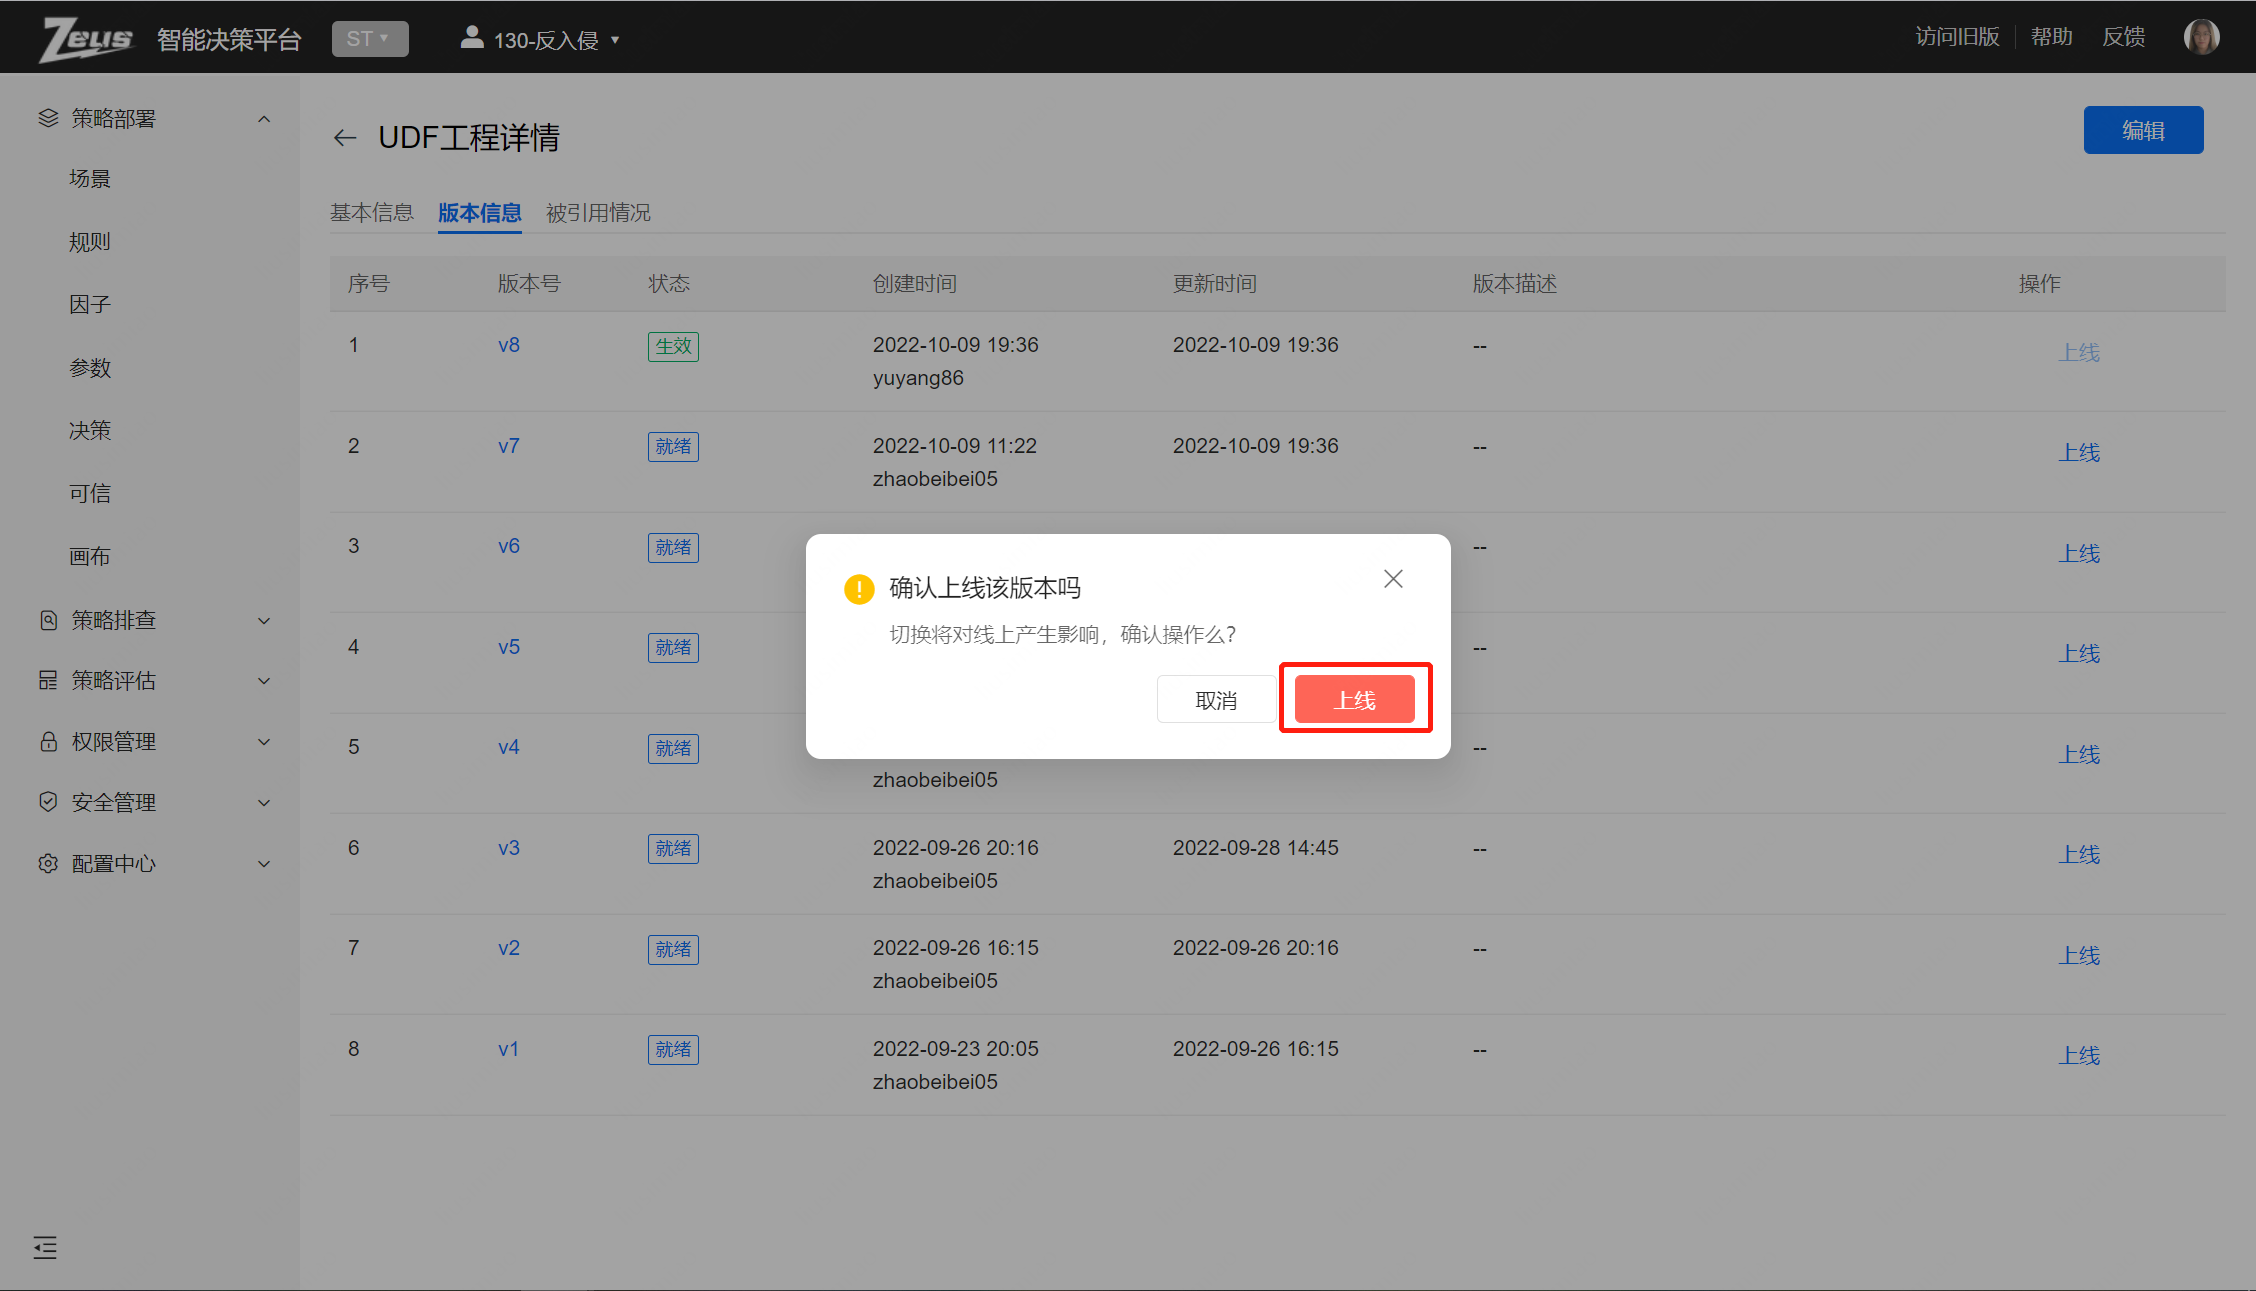 Zeus 智能决策平台 ST 130-反入侵 访问旧版 帮助 反馈
策略部署
场景
规则
因子
参数
决策
可信
画布
策略排查
策略评估
权限管理
安全管理
配置中心
UDF工程详情 编辑
基本信息 版本信息 被引用情况
序号 版本号 状态 创建时间 更新时间 版本描述 操作
1 v8 生效 2022-10-09 19:36 2022-10-09 19:36 -- 上线
yuyang86
2 v7 就绪 2022-10-09 11:22 2022-10-09 19:36 -- 上线
zhaobeibei05
3 v6 就绪 -- 上线
4 v5 就绪 -- 上线
5 v4 就绪 -- 上线
zhaobeibei05
6 v3 就绪 2022-09-26 20:16 2022-09-28 14:45 -- 上线
zhaobeibei05
7 v2 就绪 2022-09-26 16:15 2022-09-26 20:16 -- 上线
zhaobeibei05
8 v1 就绪 2022-09-23 20:05 2022-09-26 16:15 -- 上线
zhaobeibei05
确认上线该版本吗
切换将对线上产生影响，确认操作么?
取消 上线